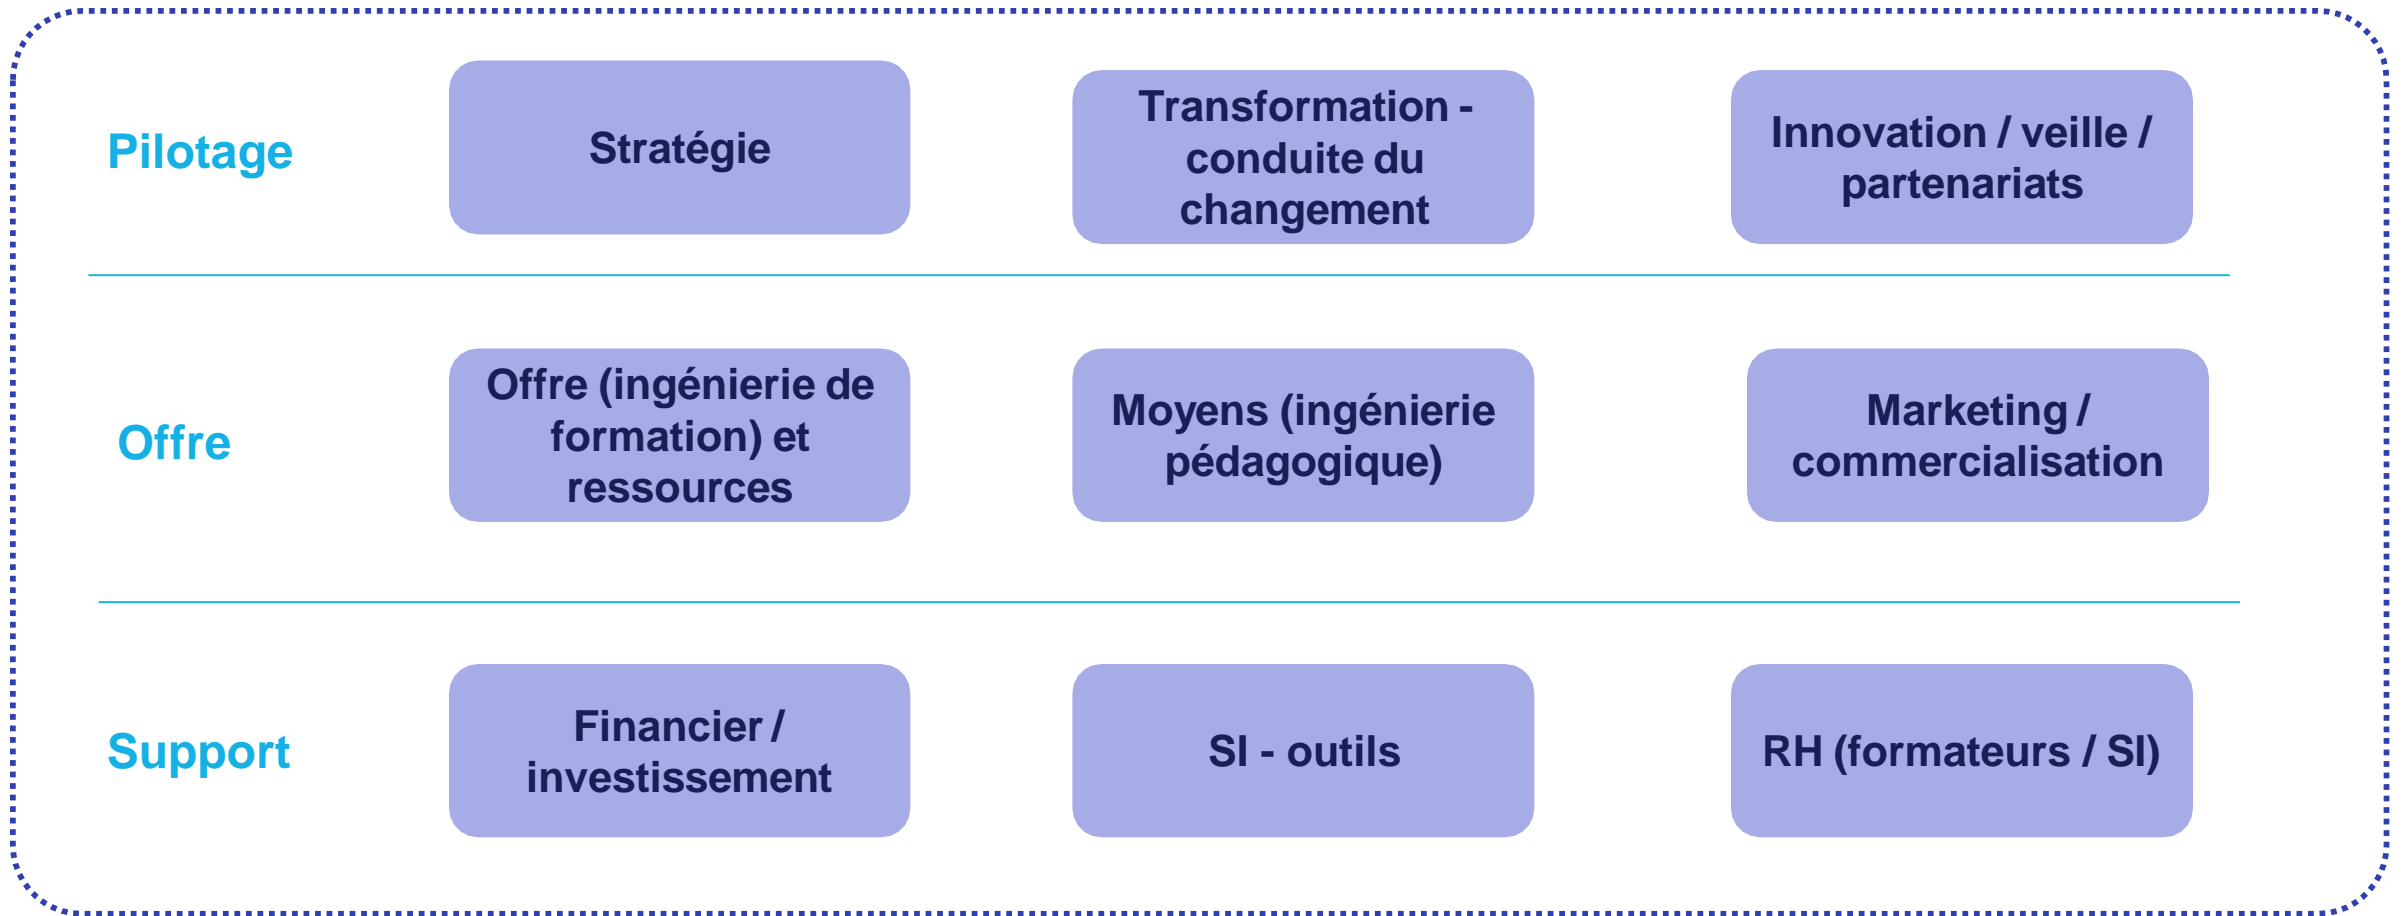 Pilotage
Stratégie
Transformation -
conduite du
changement
Innovation / veille /
partenariats
Offre
Offre (ingénierie de
formation) et
ressources
Moyens (ingénierie
pédagogique)
Marketing /
commercialisation
Support
Financier /
investissement
SI - outils
RH (formateurs / SI)